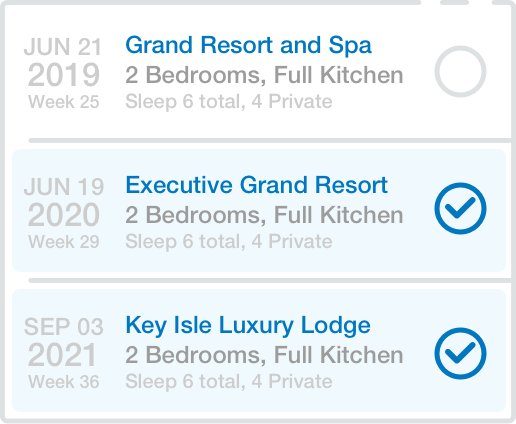 JUN 21
2019
Week 25
Grand Resort and Spa
2 Bedrooms, Full Kitchen
Sleep 6 total, 4 Private
JUN 19
2020
Week 29
Executive Grand Resort
2 Bedrooms, Full Kitchen
Sleep 6 total, 4 Private
SEP 03
2021
Week 36
Key Isle Luxury Lodge
2 Bedrooms, Full Kitchen
Sleep 6 total, 4 Private